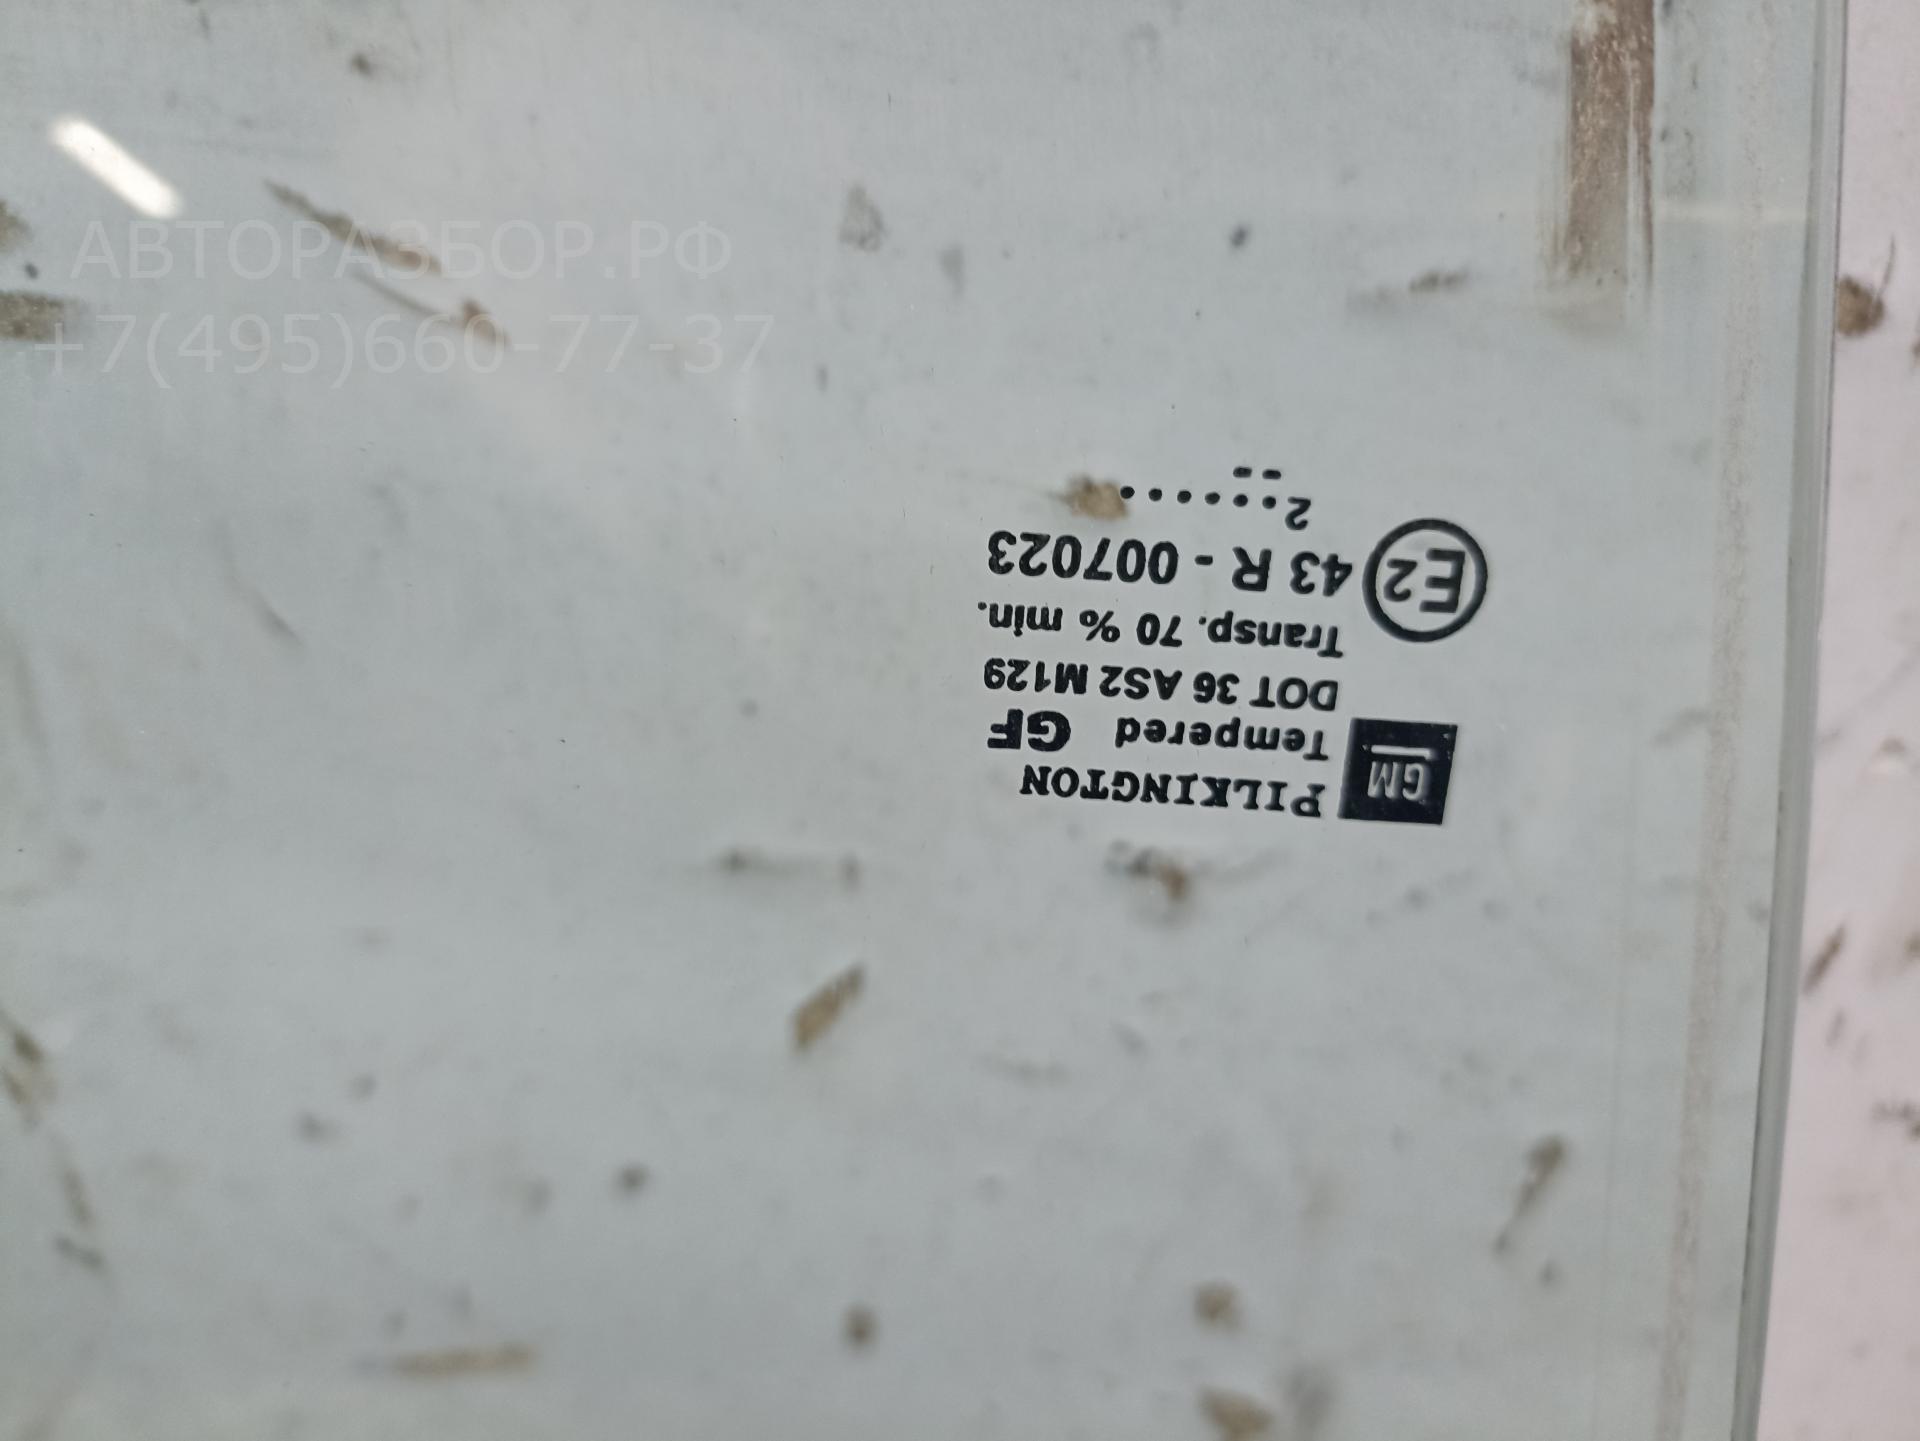 АВТОРАЗБОР.РФ
+7(495)660-77-37
GM
PILKINGTON
Tempered GF
DOT 36 AS2 M129
Transp. 70 % min.
E2 43 R - 007023
2.......
--